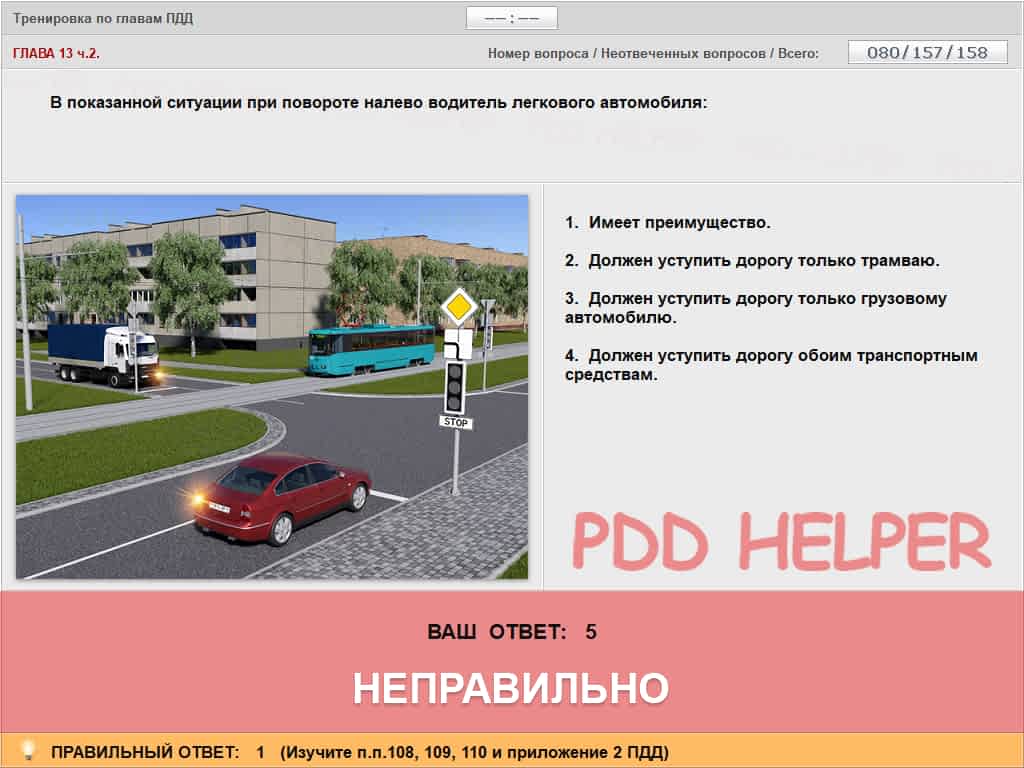 Тренировка по главам ПДД
—— : ——
ГЛАВА 13 ч.2.
Номер вопроса / Неотвеченных вопросов / Всего:
080/157/158
В показанной ситуации при повороте налево водитель легкового автомобиля:
1. Имеет преимущество.
2. Должен уступить дорогу только трамваю.
3. Должен уступить дорогу только грузовому
автомобилю.
4. Должен уступить дорогу обоим транспортным
средствам.
STOP
PDD HELPER
ВАШ ОТВЕТ: 5
НЕПРАВИЛЬНО
ПРАВИЛЬНЫЙ ОТВЕТ: 1 (Изучите п.п.108, 109, 110 и приложение 2 ПДД)